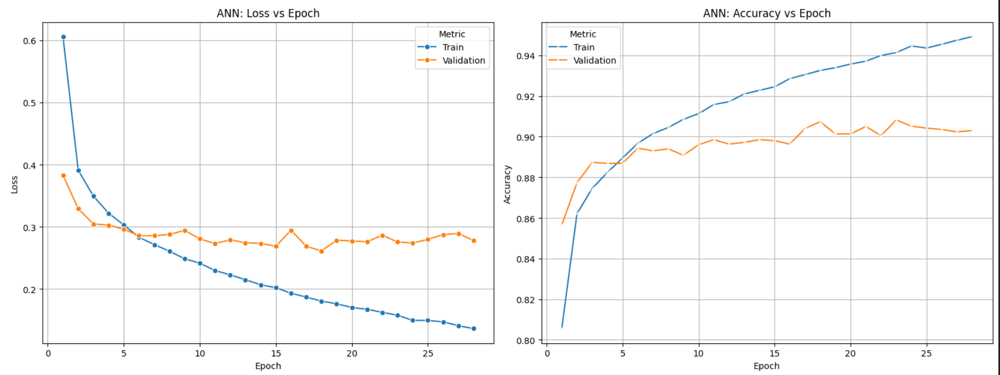 ANN: Loss vs Epoch
Metric
Train
Validation
0.6
0.5
0.4
0.3
0.2
Loss
0 5 10 15 20 25
Epoch
ANN: Accuracy vs Epoch
Metric
Train
Validation
0.94
0.92
0.90
0.88
0.86
0.84
0.82
0.80
Accuracy
0 5 10 15 20 25
Epoch